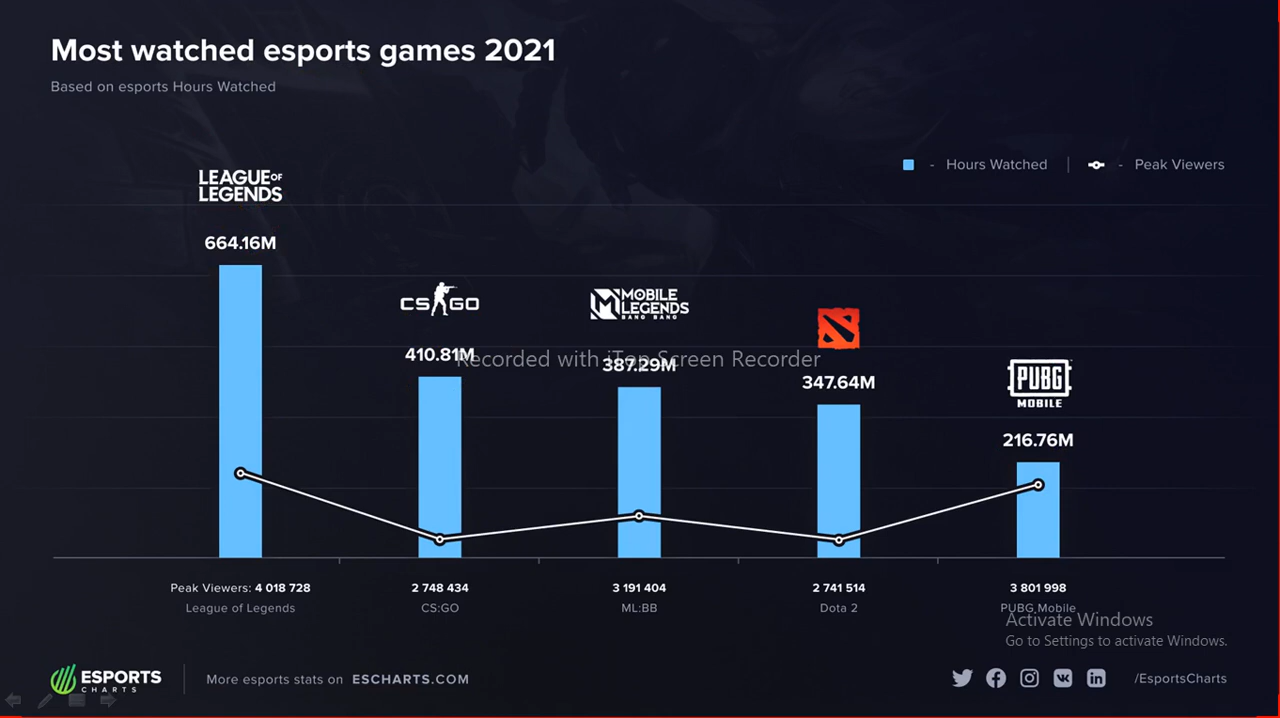 Most watched esports games 2021
Based on esports Hours Watched
- Hours Watched | - Peak Viewers
LEAGUE OF
LEGENDS
664.16M
CS GO
410.81M
MOBILE
LEGENDS
BANG BANG
387.29M
Recorded with iTop Screen Recorder
347.64M
PUBG
MOBILE
216.76M
Peak Viewers: 4 018 728
League of Legends
2 748 434
CS:GO
3 191 404
ML:BB
2 741 514
Dota 2
3 801 998
PUBG Mobile
Activate Windows
Go to Settings to activate Windows.
ESPORTS
CHARTS
More esports stats on ESCHARTS.COM
/EsportsCharts